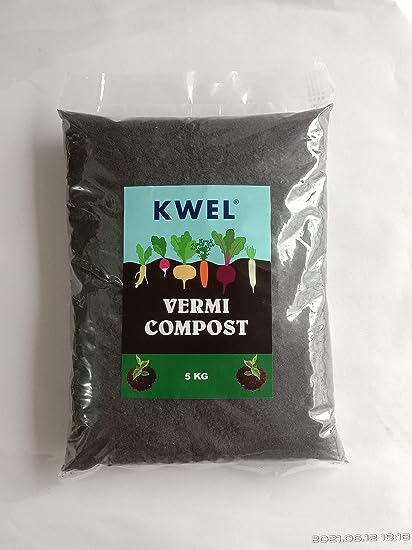 KWEL®
VERMI
COMPOST
5 KG
2021.05.12 13:18